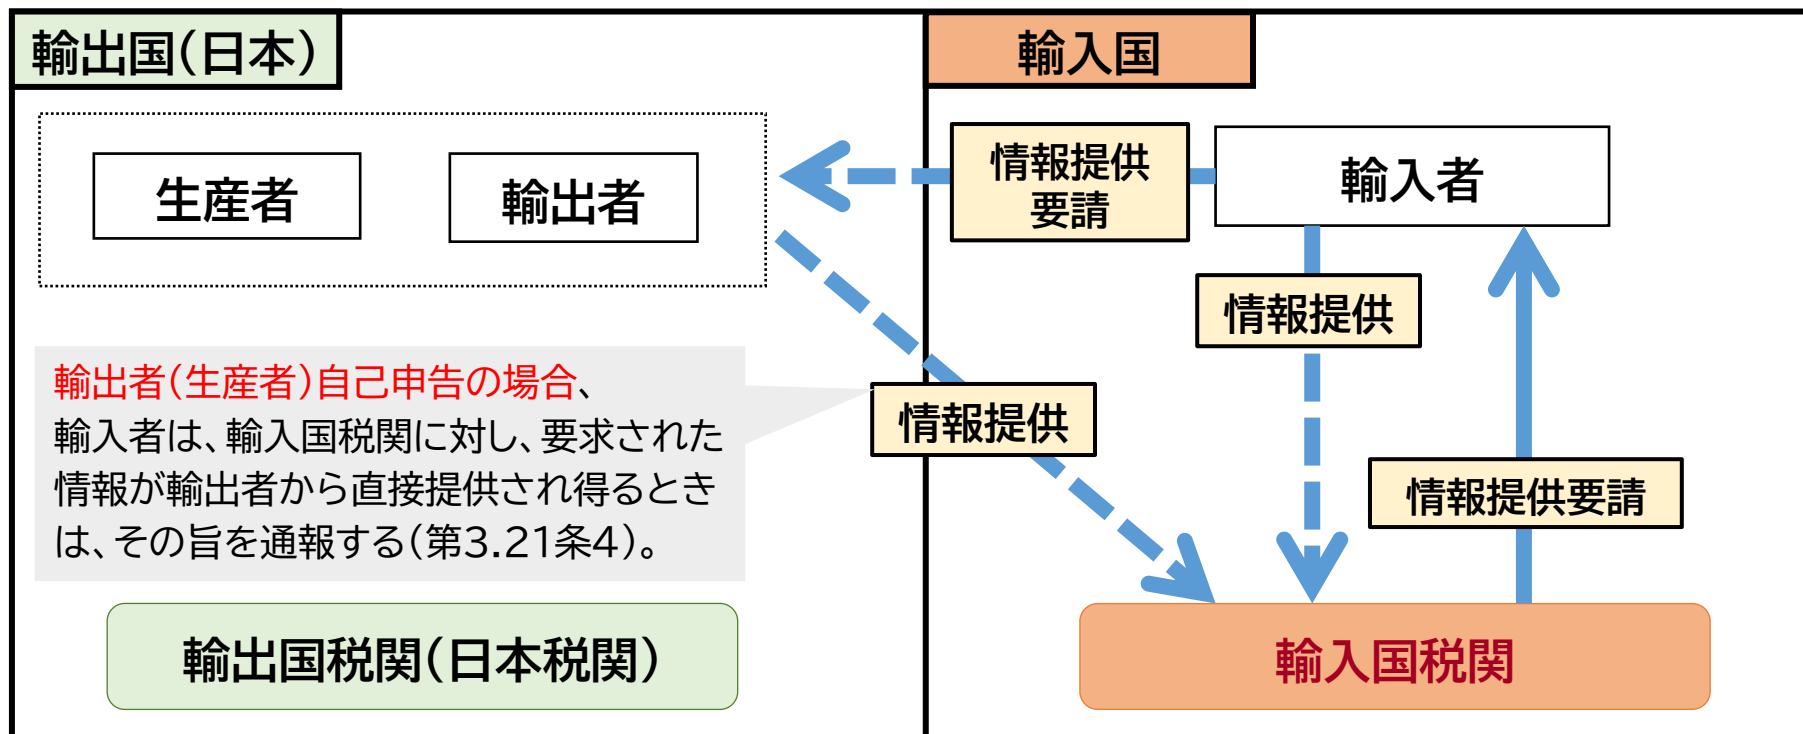 輸出国(日本)
輸入国
生産者
輸出者
情報提供
要請
輸入者
情報提供
輸出者(生産者)自己申告の場合、
輸入者は、輸入国税関に対し、要求された
情報が輸出者から直接提供され得るとき
は、その旨を通報する(第3.21条4)。
情報提供
情報提供要請
輸出国税関(日本税関)
輸入国税関